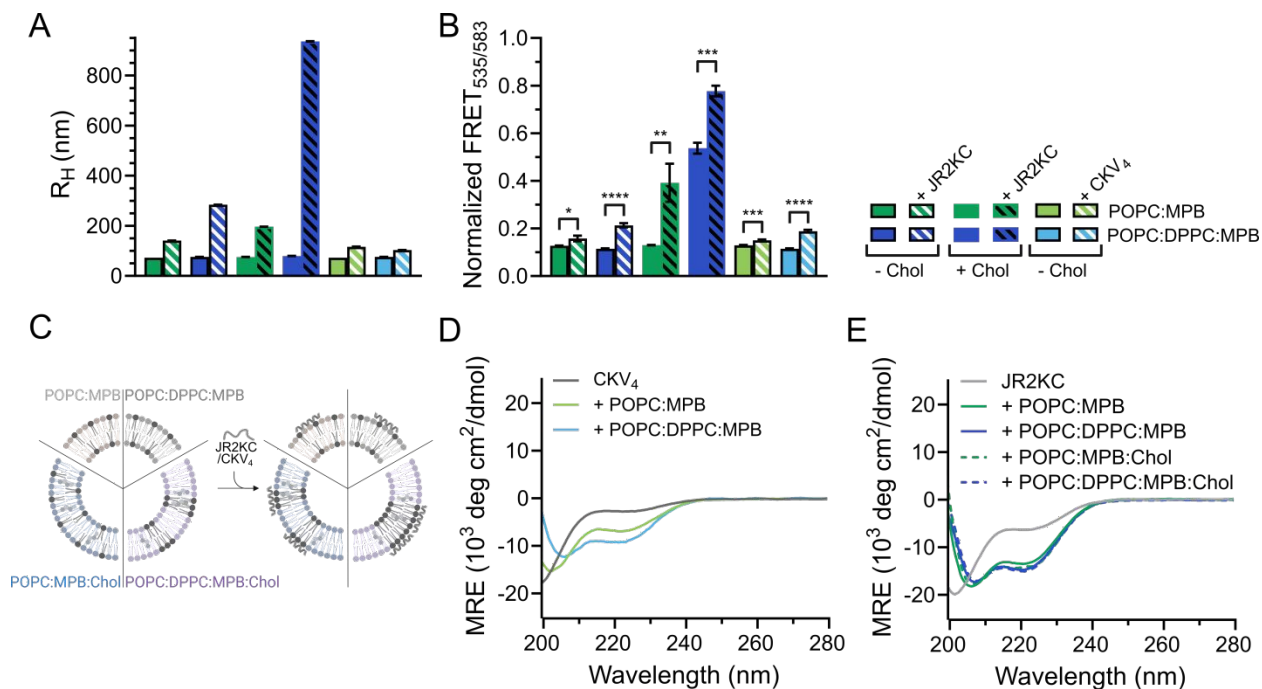 A
R_H (nm)
800
600
400
200
0
B
Normalized FRET_535/583
1.0
0.8
0.6
0.4
0.2
0.0
*
****
**
***
***
****
+ JR2KC
+ JR2KC
+ CKV₄
POPC:MPB
POPC:DPPC:MPB
- Chol
+ Chol
- Chol
C
POPC:MPB
POPC:DPPC:MPB
JR2KC
/CKV₄
POPC:MPB:Chol
POPC:DPPC:MPB:Chol
D
CKV₄
+ POPC:MPB
+ POPC:DPPC:MPB
MRE (10³ deg cm²/dmol)
20
10
0
-10
-20
200
220
240
260
280
Wavelength (nm)
E
JR2KC
+ POPC:MPB
+ POPC:DPPC:MPB
+ POPC:MPB:Chol
+ POPC:DPPC:MPB:Chol
MRE (10³ deg cm²/dmol)
20
10
0
-10
-20
200
220
240
260
280
Wavelength (nm)